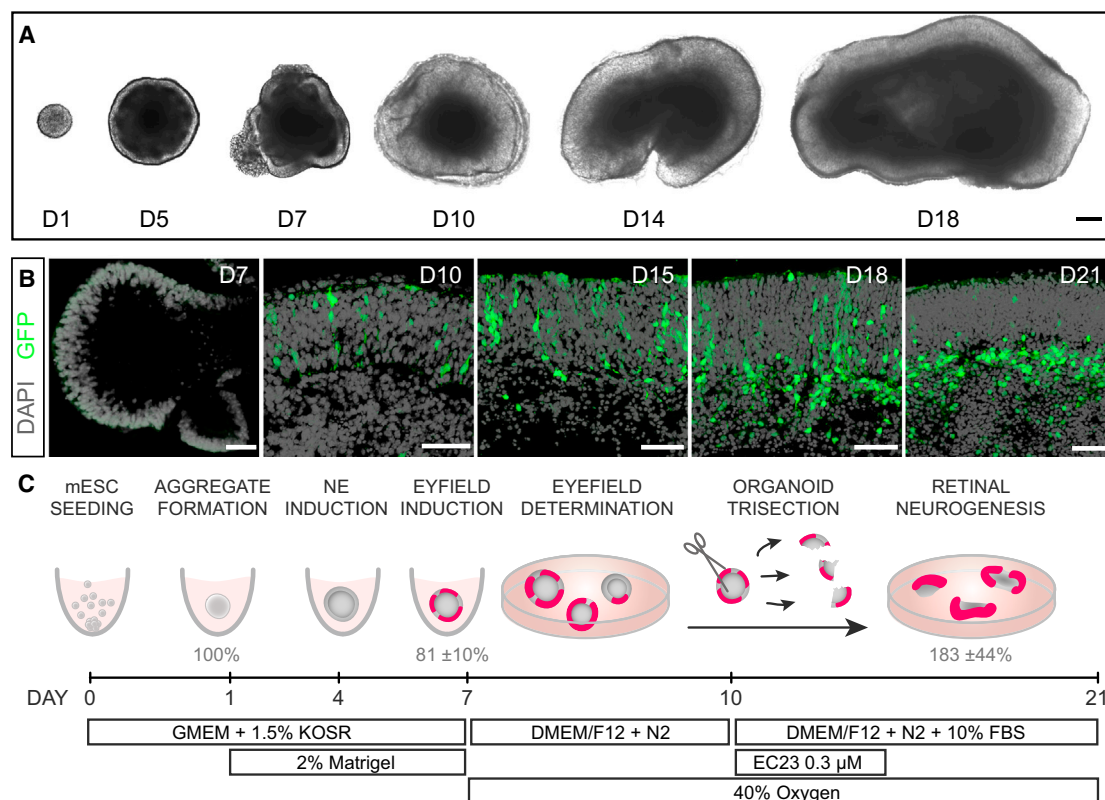 A
D1 D5 D7 D10 D14 D18
B
DAPI GFP
D7 D10 D15 D18 D21
C
mESC SEEDING
AGGREGATE FORMATION
NE INDUCTION
EYFIELD INDUCTION
EYEFIELD DETERMINATION
ORGANOID TRISECTION
RETINAL NEUROGENESIS
100% 81 ±10% 183 ±44%
DAY 0 1 4 7 10 21
GMEM + 1.5% KOSR DMEM/F12 + N2 DMEM/F12 + N2 + 10% FBS
2% Matrigel EC23 0.3 µM
40% Oxygen